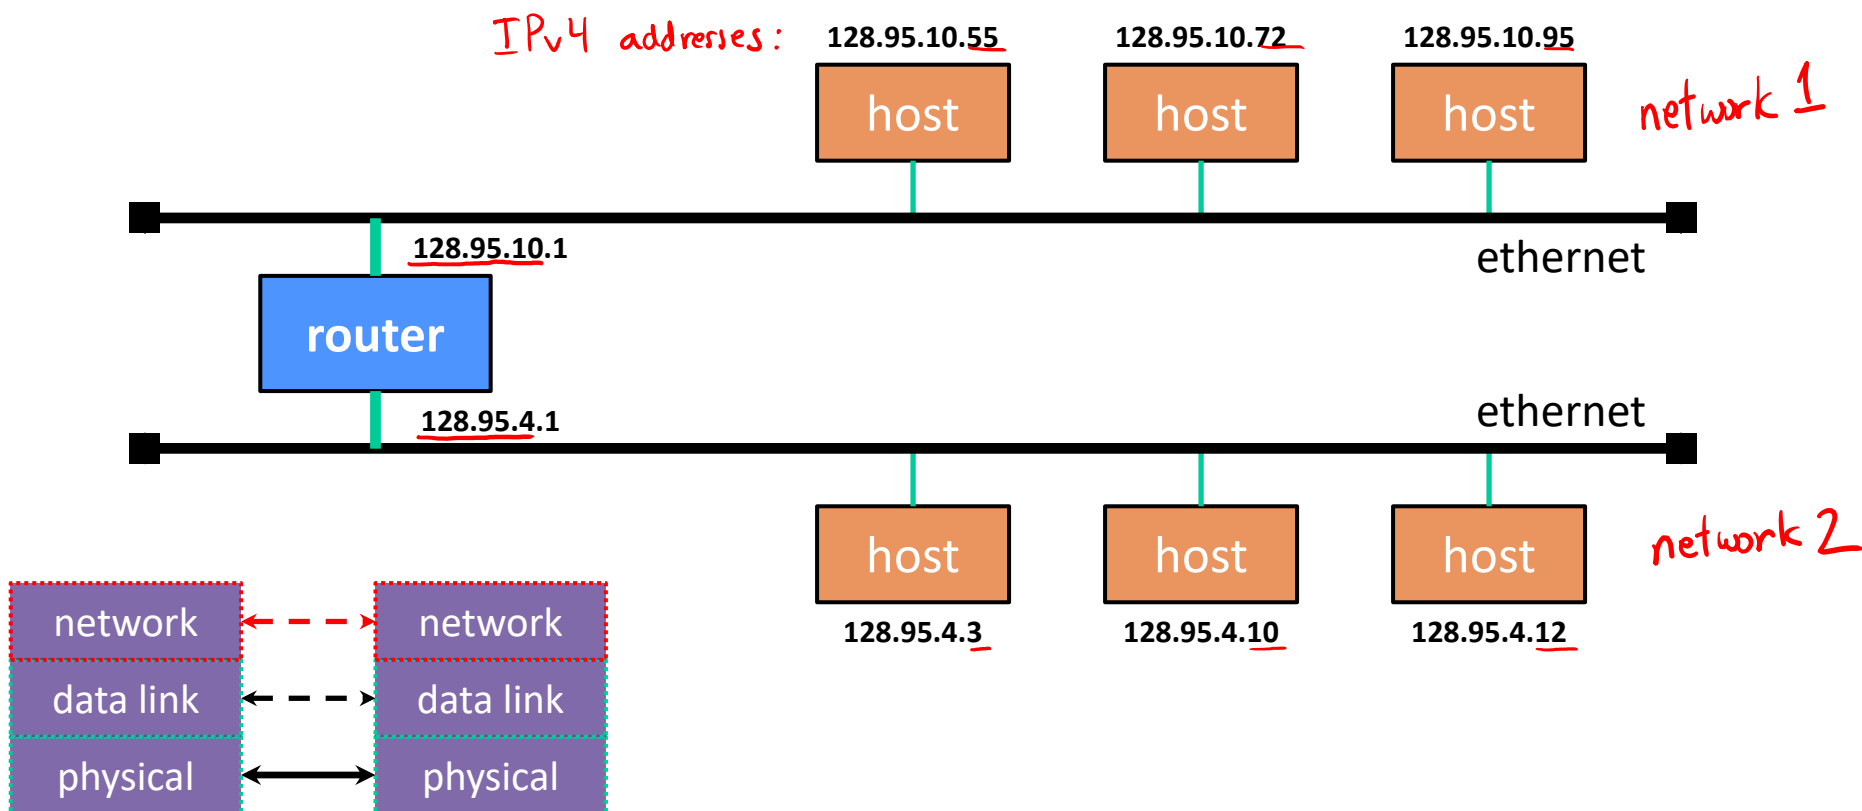 IPv4 addresses:
128.95.10.55
128.95.10.72
128.95.10.95
host
host
host
network 1
ethernet
128.95.10.1
router
128.95.4.1
ethernet
host
host
host
network 2
128.95.4.3
128.95.4.10
128.95.4.12
network
network
data link
data link
physical
physical